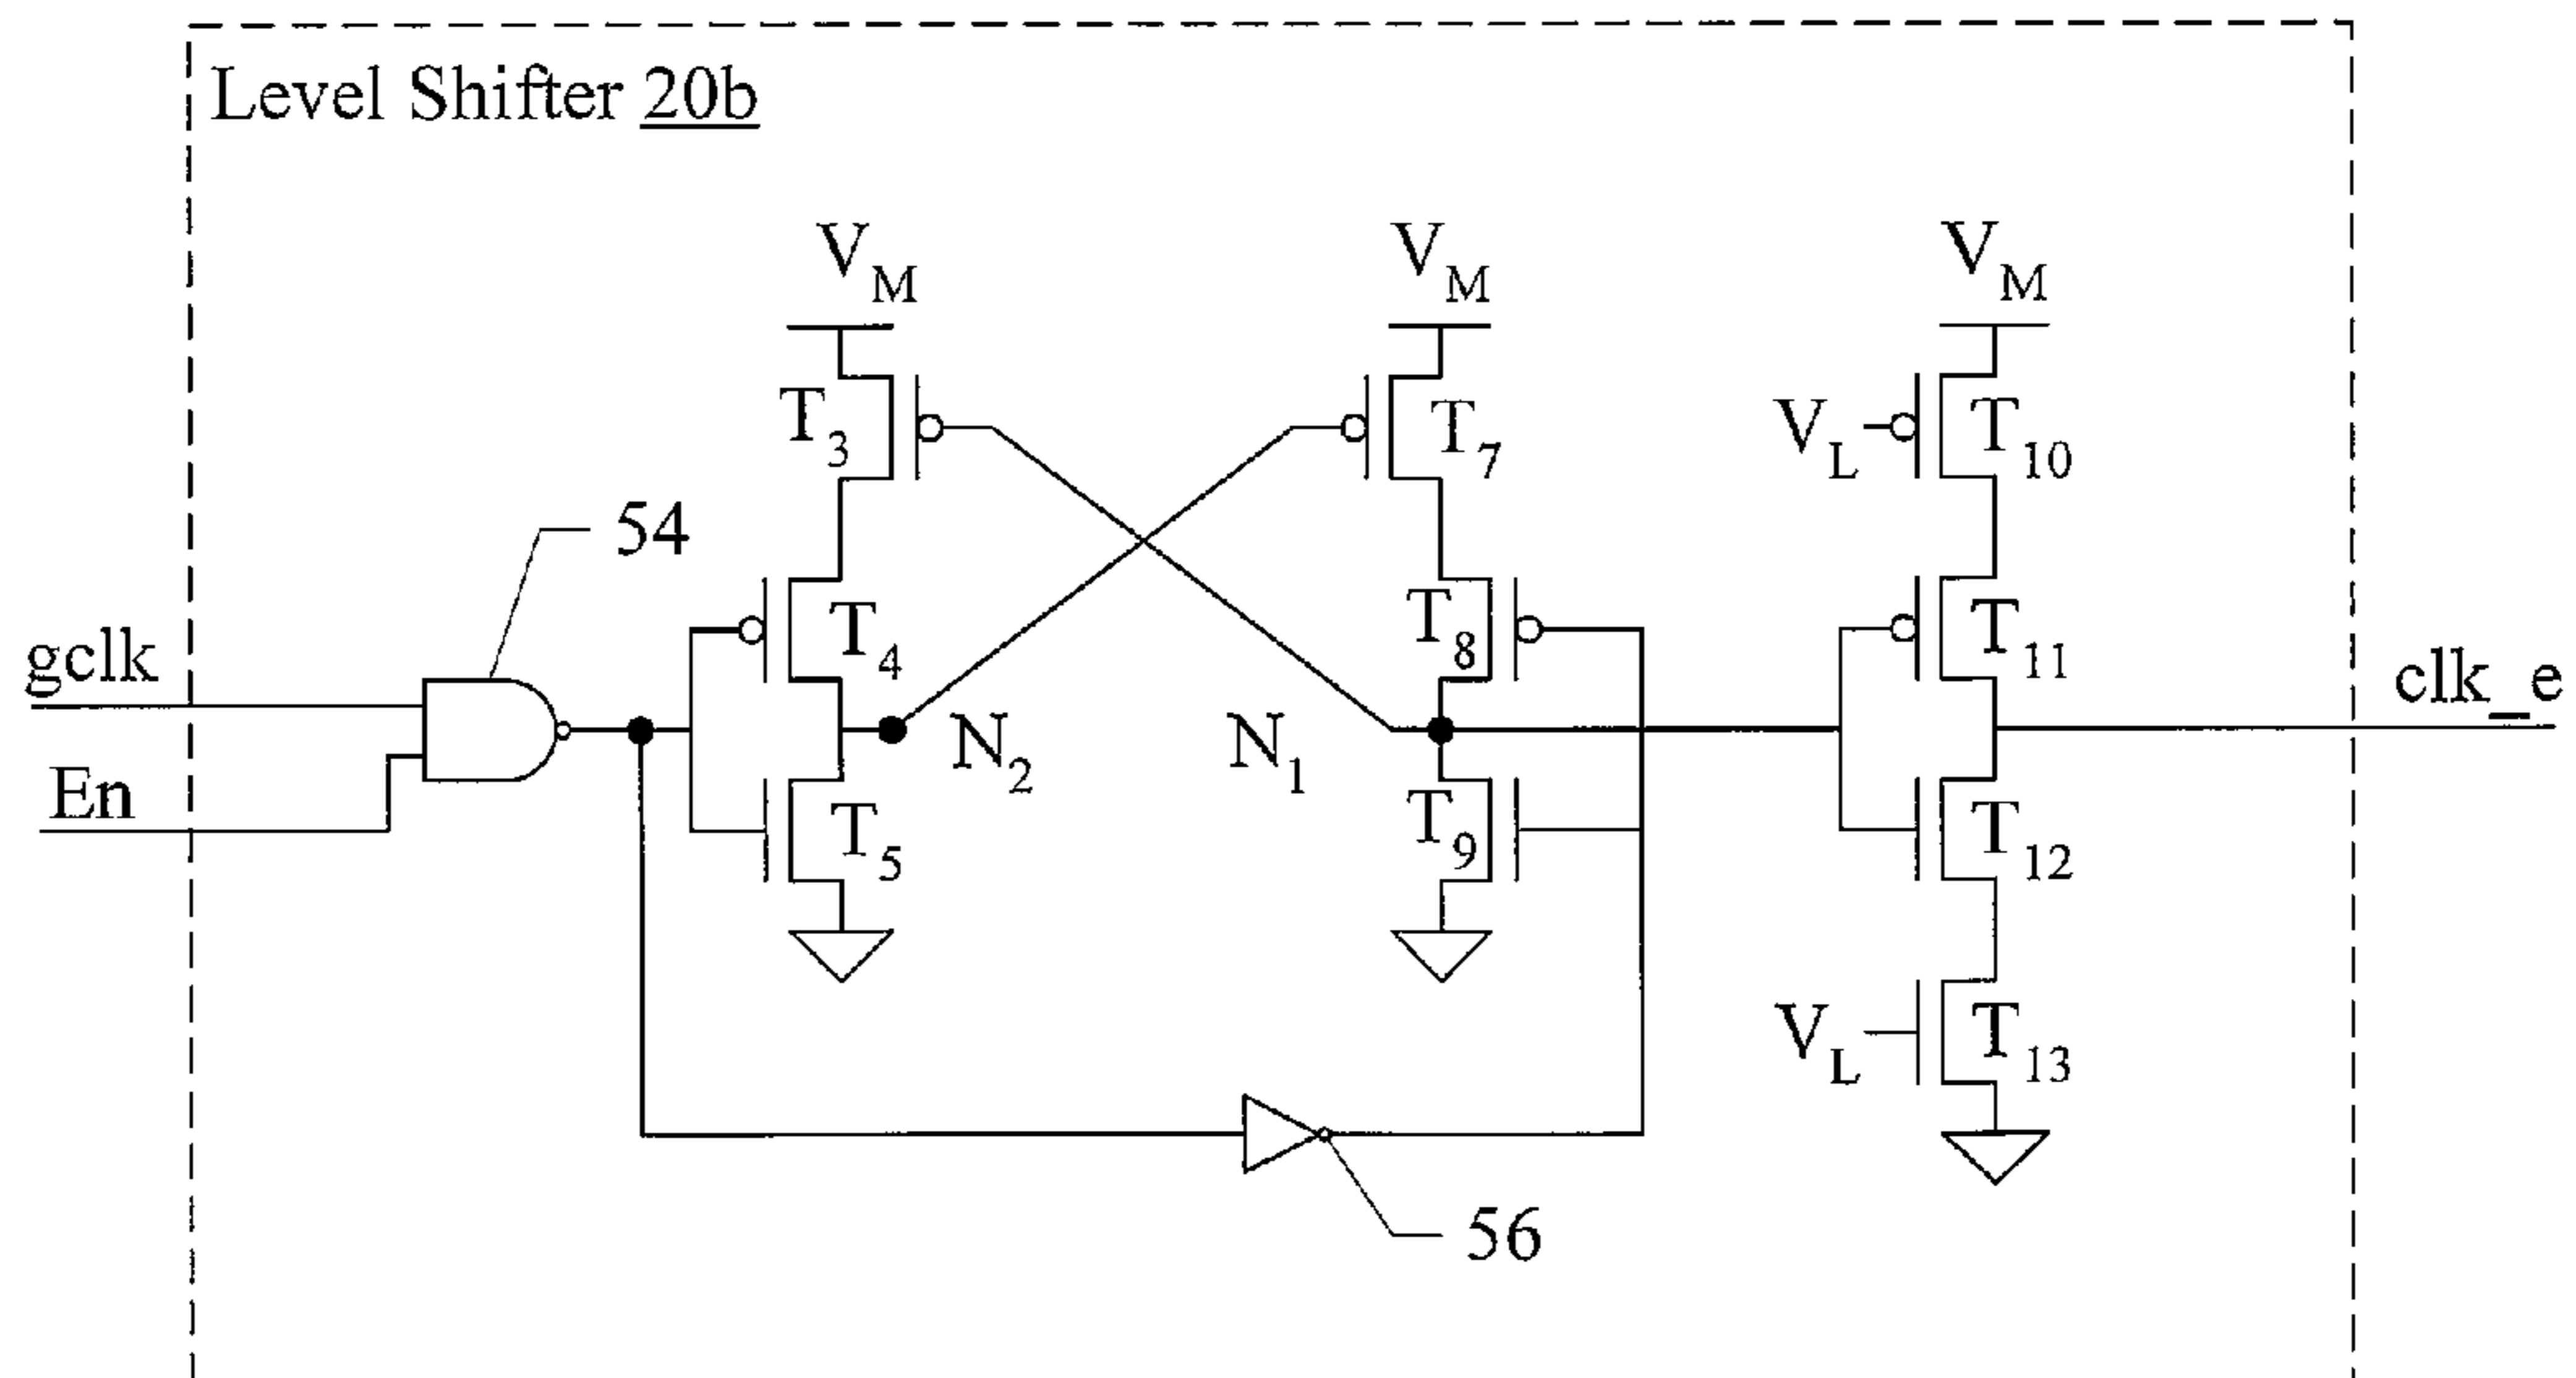 Level Shifter 20b
V_M
V_M
V_M
T_3
T_7
V_L
T_10
54
T_4
T_8
T_11
gclk
En
N_2
N_1
clk_e
T_5
T_9
T_12
V_L
T_13
56